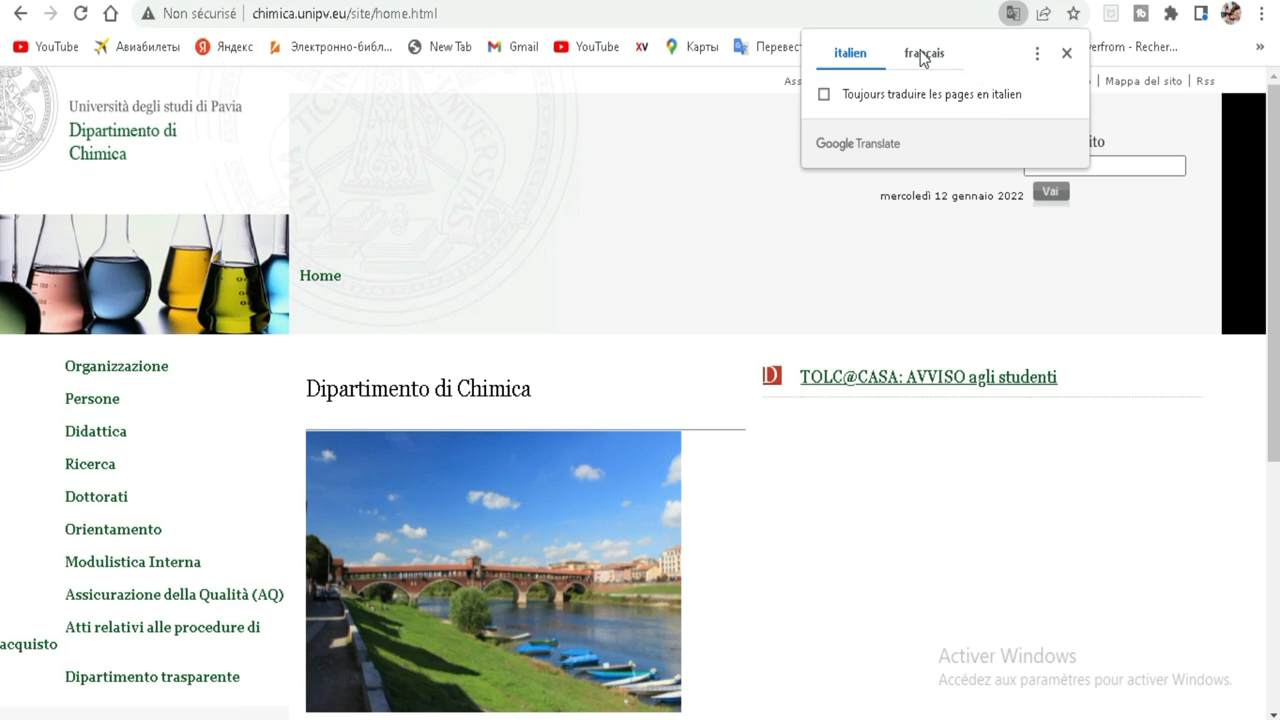 Non sécurisé
chimica.unipv.eu/site/home.html
YouTube
Авиабилеты
Яндекс
Электронно-библ...
New Tab
Gmail
YouTube
XV
Карты
Перевест
verfrom - Recher...
»
italien
français
Toujours traduire les pages en italien
Google Translate
Ass
Mappa del sito
Rss
Università degli studi di Pavia
Dipartimento di
Chimica
ito
mercoledì 12 gennaio 2022
Vai
Home
Organizzazione
Persone
Didattica
Ricerca
Dottorati
Orientamento
Modulistica Interna
Assicurazione della Qualità (AQ)
Atti relativi alle procedure di
acquisto
Dipartimento trasparente
Dipartimento di Chimica
TOLC@CASA: AVVISO agli studenti
Activer Windows
Accédez aux paramètres pour activer Windows.